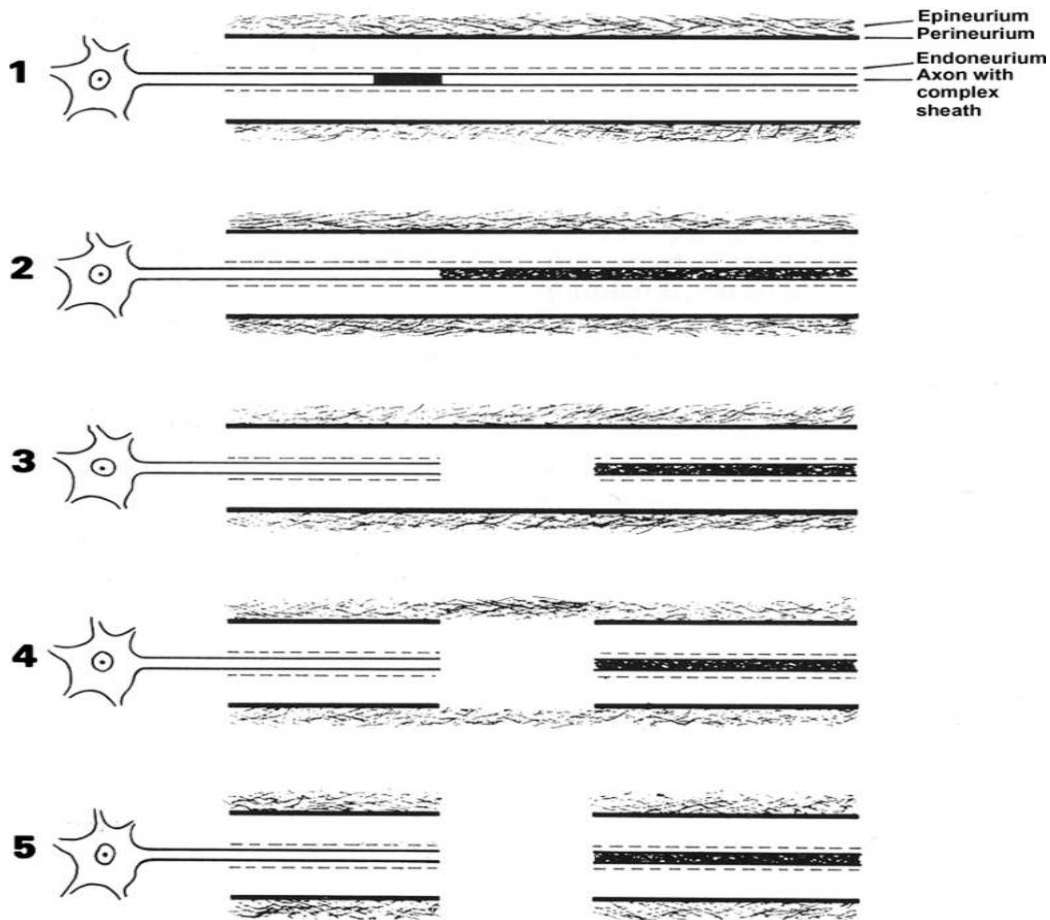 Epineurium
Perineurium
Endoneurium
Axon with
complex
sheath
1
2
3
4
5